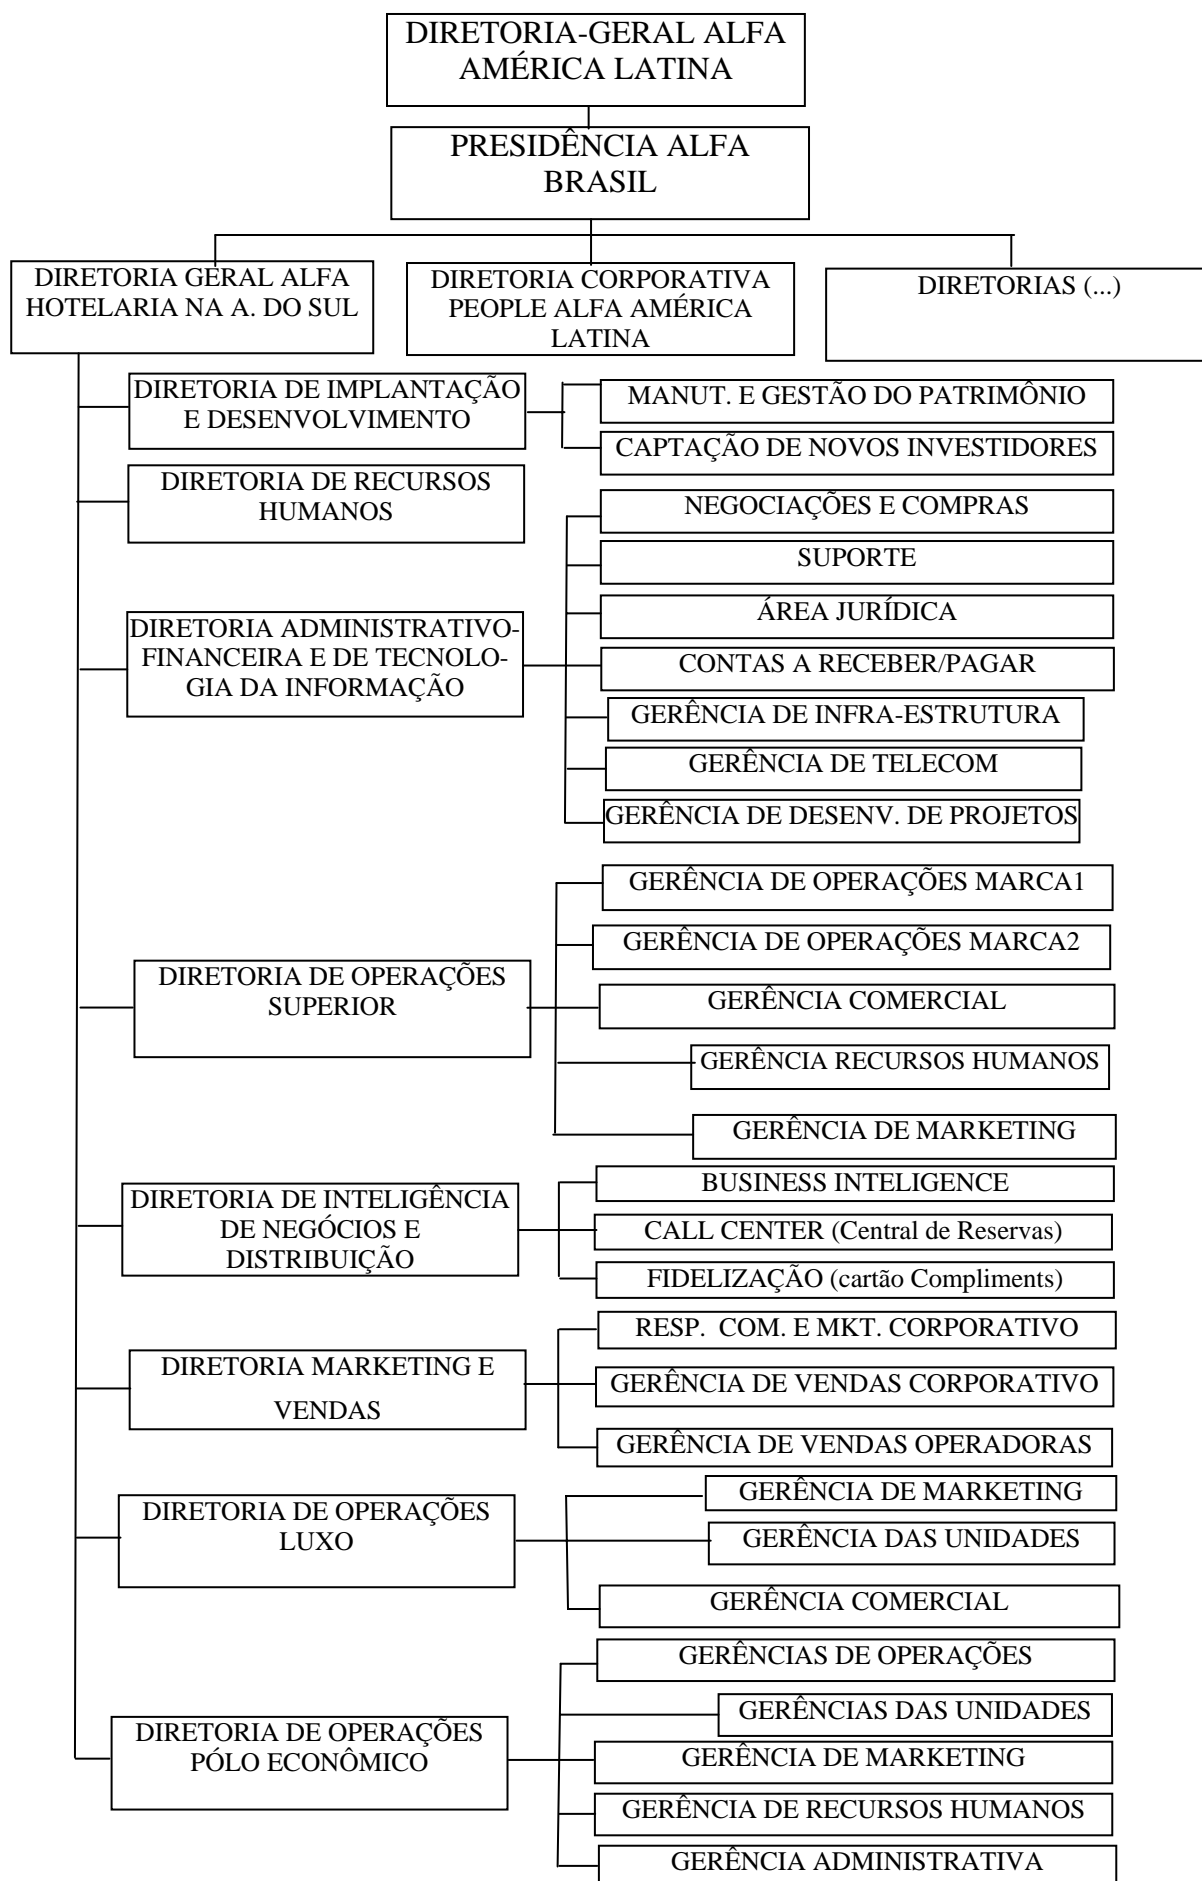 DIRETORIA-GERAL ALFA
AMÉRICA LATINA
PRESIDÊNCIA ALFA
BRASIL
DIRETORIA GERAL ALFA
HOTELARIA NA A. DO SUL
DIRETORIA CORPORATIVA
PEOPLE ALFA AMÉRICA
LATINA
DIRETORIAS (...)
DIRETORIA DE IMPLANTAÇÃO
E DESENVOLVIMENTO
MANUT. E GESTÃO DO PATRIMÔNIO
CAPTAÇÃO DE NOVOS INVESTIDORES
DIRETORIA DE RECURSOS
HUMANOS
DIRETORIA ADMINISTRATIVO-
FINANCEIRA E DE TECNOLO-
GIA DA INFORMAÇÃO
NEGOCIAÇÕES E COMPRAS
SUPORTE
ÁREA JURÍDICA
CONTAS A RECEBER/PAGAR
GERÊNCIA DE INFRA-ESTRUTURA
GERÊNCIA DE TELECOM
GERÊNCIA DE DESENV. DE PROJETOS
DIRETORIA DE OPERAÇÕES
SUPERIOR
GERÊNCIA DE OPERAÇÕES MARCA1
GERÊNCIA DE OPERAÇÕES MARCA2
GERÊNCIA COMERCIAL
GERÊNCIA RECURSOS HUMANOS
GERÊNCIA DE MARKETING
DIRETORIA DE INTELIGÊNCIA
DE NEGÓCIOS E
DISTRIBUIÇÃO
BUSINESS INTELIGENCE
CALL CENTER (Central de Reservas)
FIDELIZAÇÃO (cartão Compliments)
DIRETORIA MARKETING E
VENDAS
RESP. COM. E MKT. CORPORATIVO
GERÊNCIA DE VENDAS CORPORATIVO
GERÊNCIA DE VENDAS OPERADORAS
DIRETORIA DE OPERAÇÕES
LUXO
GERÊNCIA DE MARKETING
GERÊNCIA DAS UNIDADES
GERÊNCIA COMERCIAL
DIRETORIA DE OPERAÇÕES
PÓLO ECONÔMICO
GERÊNCIAS DE OPERAÇÕES
GERÊNCIAS DAS UNIDADES
GERÊNCIA DE MARKETING
GERÊNCIA DE RECURSOS HUMANOS
GERÊNCIA ADMINISTRATIVA